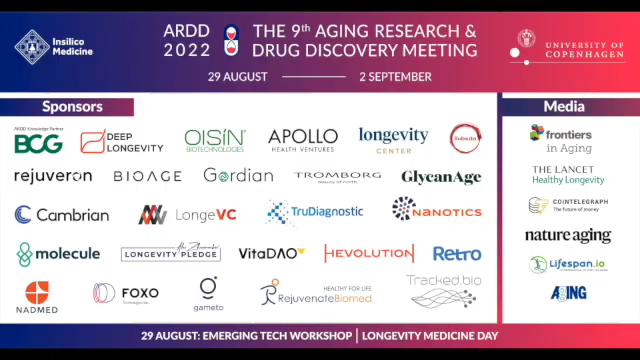 Insilico
Medicine
ARDD
2022
THE 9th AGING RESEARCH &
DRUG DISCOVERY MEETING
29 AUGUST
2 SEPTEMBER
UNIVERSITY OF
COPENHAGEN
Sponsors
ARDD Knowledge Partner
BCG
DEEP
LONGEVITY
OISÍN
BIOTECHNOLOGIES
APOLLO
HEALTH VENTURES
longevity
CENTER
rejuveron
BIOAGE
Gordian
TROMBORG
GlycanAge
Cambrian
LongeVC
TruDiagnostic
NANOTICS
molecule
LONGEVITY PLEDGE
VitaDAO
HEVOLUTION
Retro
NADMED
FOXO
gameto
HEALTHY FOR LIFE
RejuvenateBiomed
Tracked.bio
Media
frontiers
in Aging
THE LANCET
Healthy Longevity
COINTELEGRAPH
The future of money
nature aging
Lifespan.io
AGING
29 AUGUST: EMERGING TECH WORKSHOP | LONGEVITY MEDICINE DAY